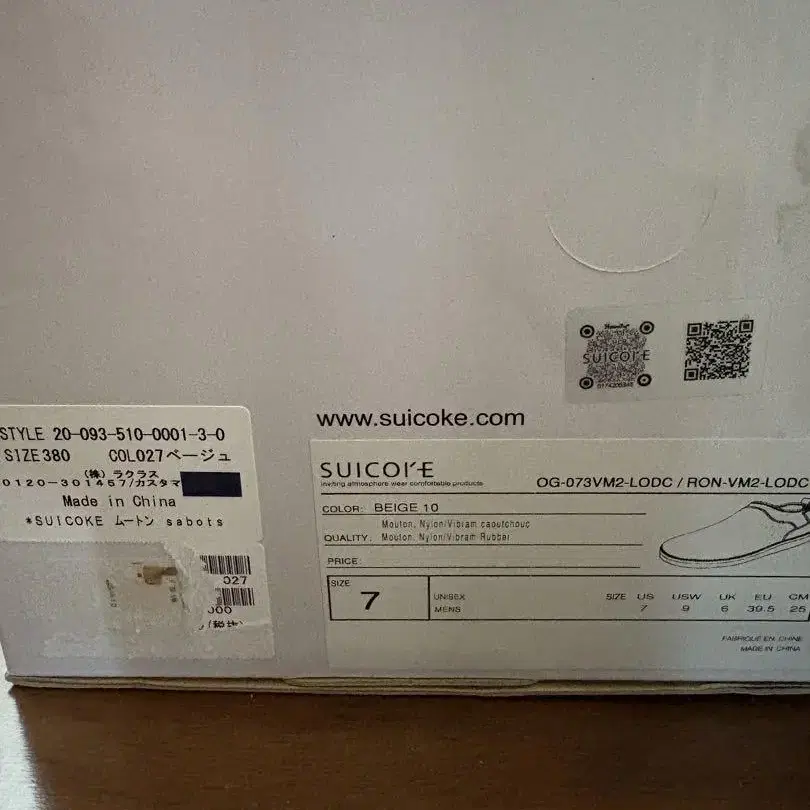 SUICOKE
www.suicoke.com
STYLE 20-093-510-0001-3-0
SIZE380 COL027ベージュ
(株) ラクラス
0120-301457//カスタマ
Made in China
*SUICOKE ムートン sabots
027
000
SUICOKE
inviting atmosphere wear comfortable products
OG-073VM2-LODC / RON-VM2-LODC
COLOR: BEIGE 10
Mouton, Nylon/Vibram caoutchouc
QUALITY: Mouton, Nylon/Vibram Rubber
PRICE:
SIZE
7
UNISEX
MENS
SIZE US USW UK EU CM
7 9 6 39.5 25
FABRIQUÉ EN CHINE
MADE IN CHINA